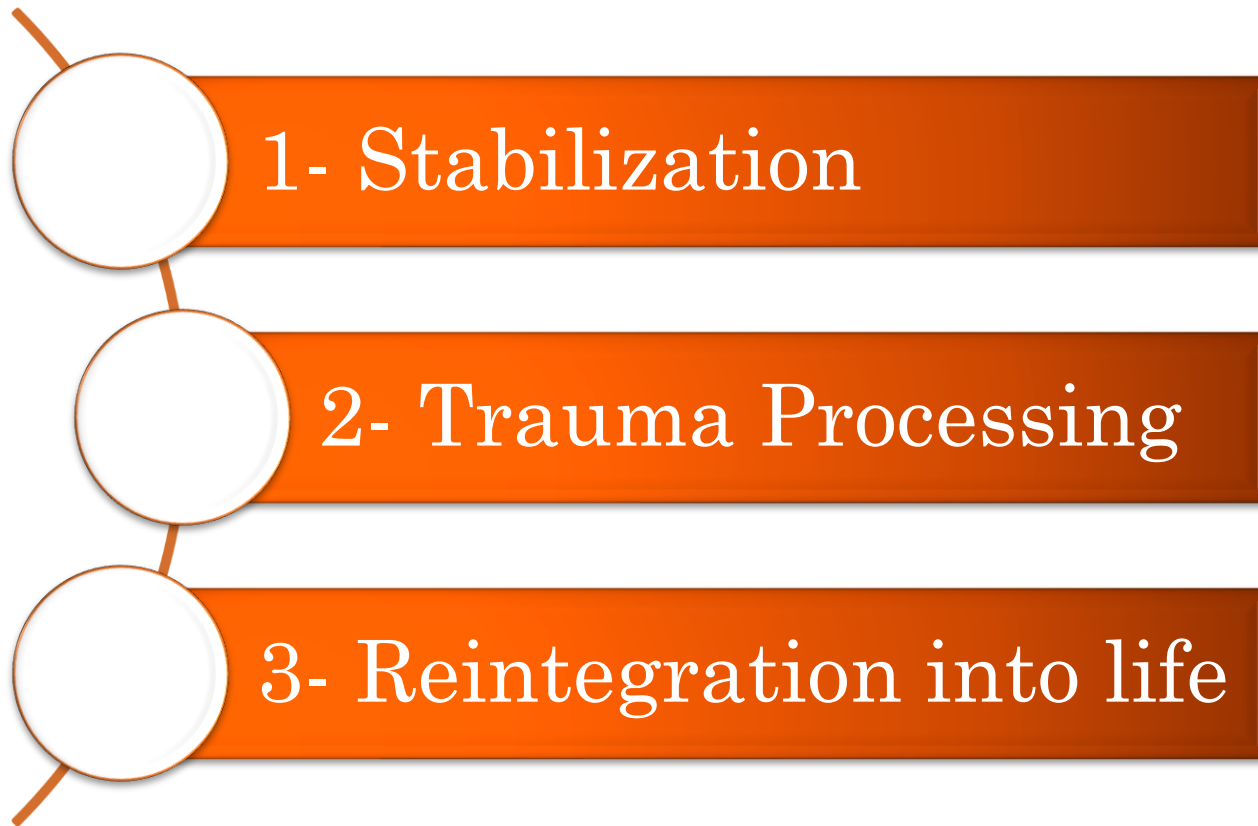 1- Stabilization
2- Trauma Processing
3- Reintegration into life